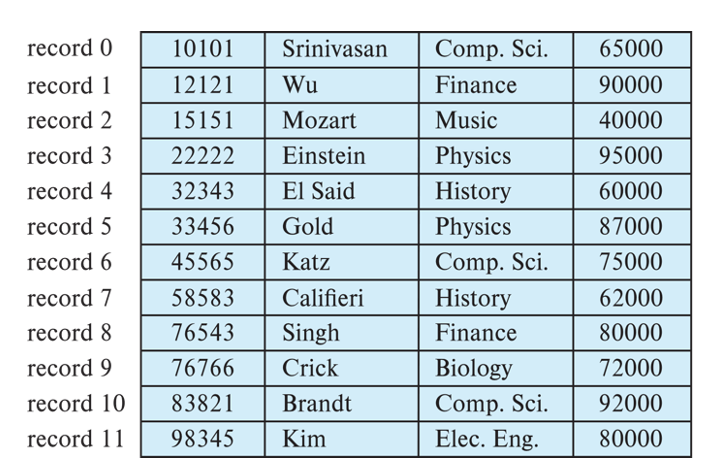 record 0 10101 Srinivasan Comp. Sci. 65000
record 1 12121 Wu Finance 90000
record 2 15151 Mozart Music 40000
record 3 22222 Einstein Physics 95000
record 4 32343 El Said History 60000
record 5 33456 Gold Physics 87000
record 6 45565 Katz Comp. Sci. 75000
record 7 58583 Califieri History 62000
record 8 76543 Singh Finance 80000
record 9 76766 Crick Biology 72000
record 10 83821 Brandt Comp. Sci. 92000
record 11 98345 Kim Elec. Eng. 80000